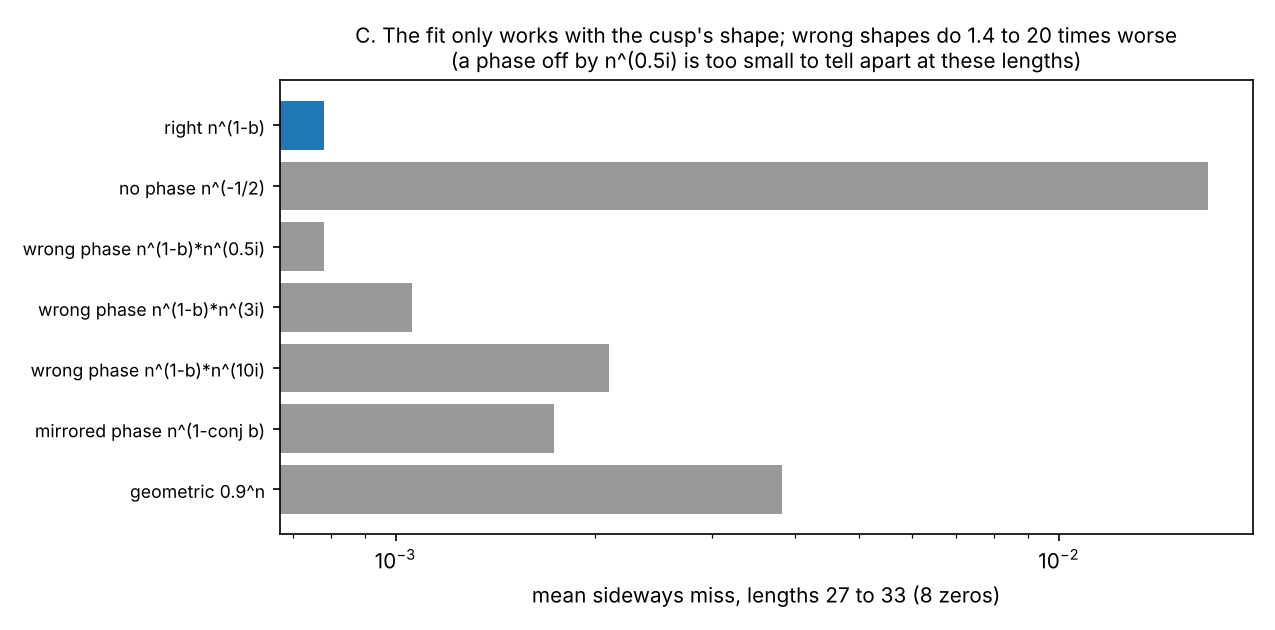 C. The fit only works with the cusp's shape; wrong shapes do 1.4 to 20 times worse
(a phase off by n^(0.5i) is too small to tell apart at these lengths)
right n^(1-b)
no phase n^(-1/2)
wrong phase n^(1-b)*n^(0.5i)
wrong phase n^(1-b)*n^(3i)
wrong phase n^(1-b)*n^(10i)
mirrored phase n^(1-conj b)
geometric 0.9^n
10⁻³ 10⁻²
mean sideways miss, lengths 27 to 33 (8 zeros)